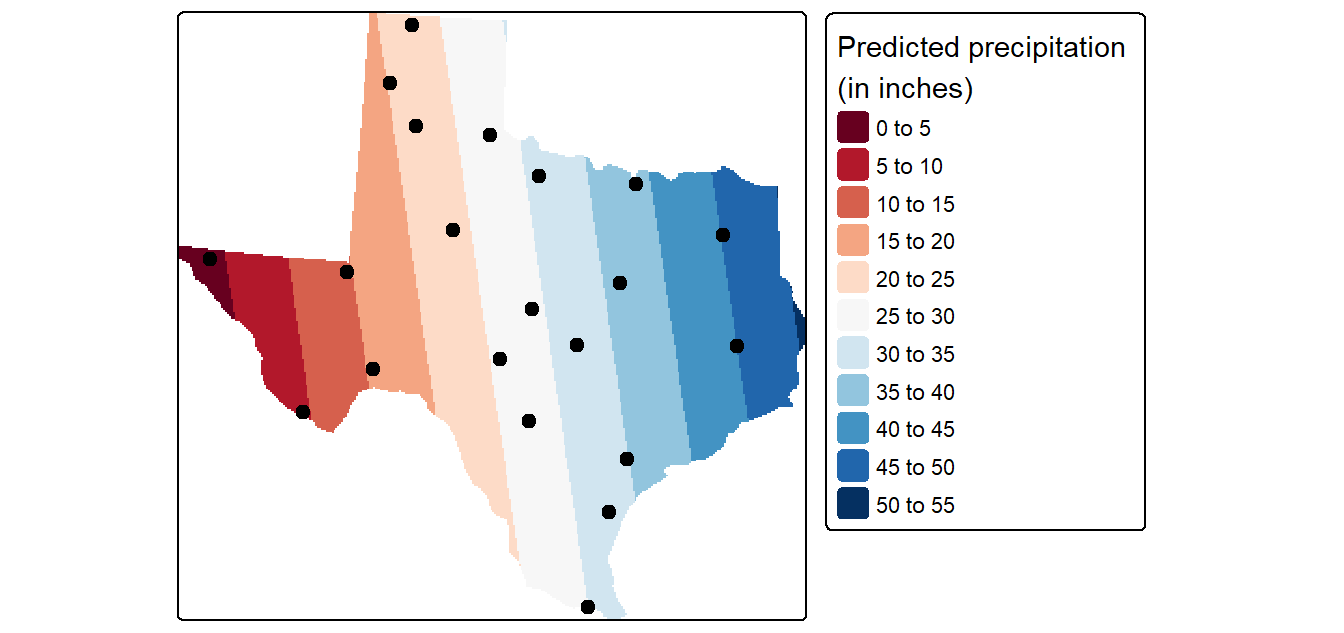 Predicted precipitation
(in inches)
0 to 5
5 to 10
10 to 15
15 to 20
20 to 25
25 to 30
30 to 35
35 to 40
40 to 45
45 to 50
50 to 55